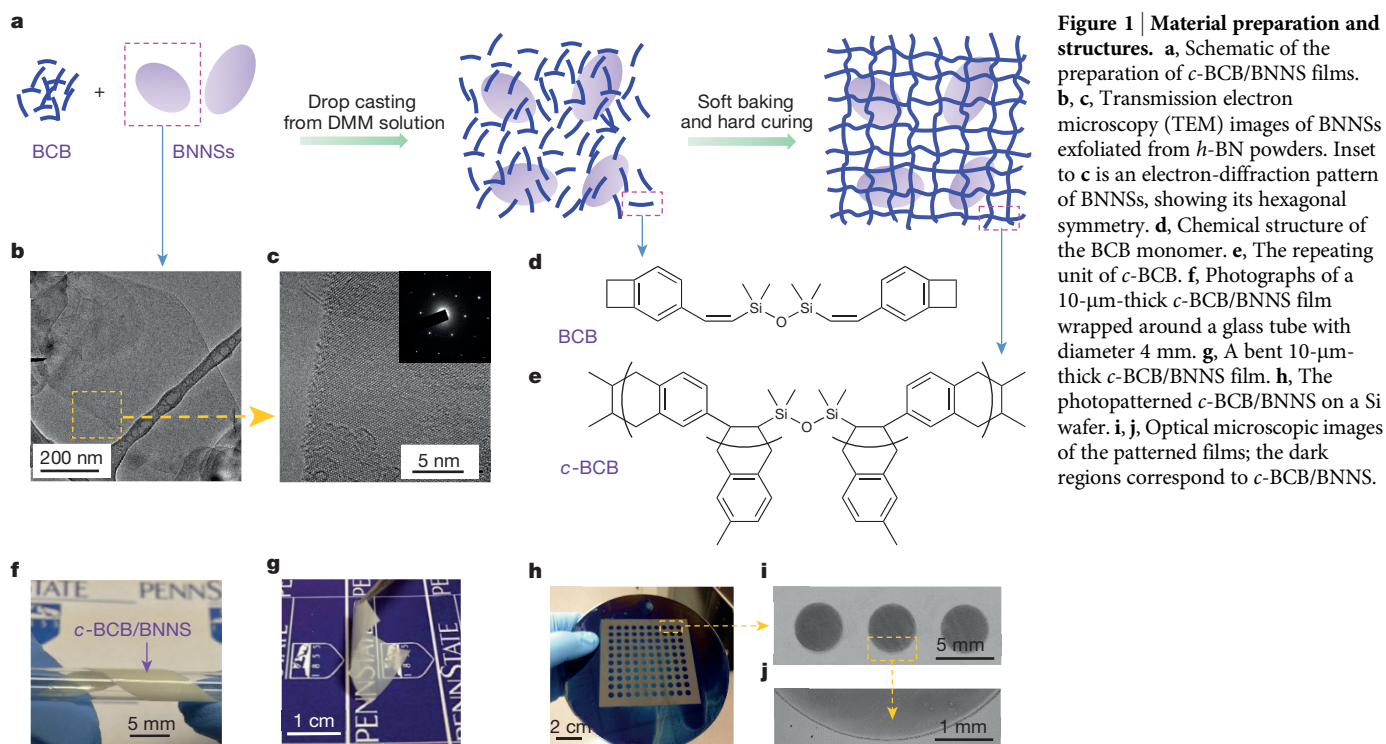 a
BCB
+
BNNSs
Drop casting
from DMM solution
Soft baking
and hard curing
b
200 nm
c
5 nm
d
Si
Si
O
BCB
e
Si
Si
O
c-BCB
f
TATE PENNS
c-BCB/BNNS
5 mm
g
PE
PENNSTATE
PENNSTATE
1855
1855
1 cm
h
2 cm
i
5 mm
j
1 mm
Figure 1 | Material preparation and
structures. a, Schematic of the
preparation of c-BCB/BNNS films.
b, c, Transmission electron
microscopy (TEM) images of BNNSs
exfoliated from h-BN powders. Inset
to c is an electron-diffraction pattern
of BNNSs, showing its hexagonal
symmetry. d, Chemical structure of
the BCB monomer. e, The repeating
unit of c-BCB. f, Photographs of a
10-μm-thick c-BCB/BNNS film
wrapped around a glass tube with
diameter 4 mm. g, A bent 10-μm-
thick c-BCB/BNNS film. h, The
photopatterned c-BCB/BNNS on a Si
wafer. i, j, Optical microscopic images
of the patterned films; the dark
regions correspond to c-BCB/BNNS.